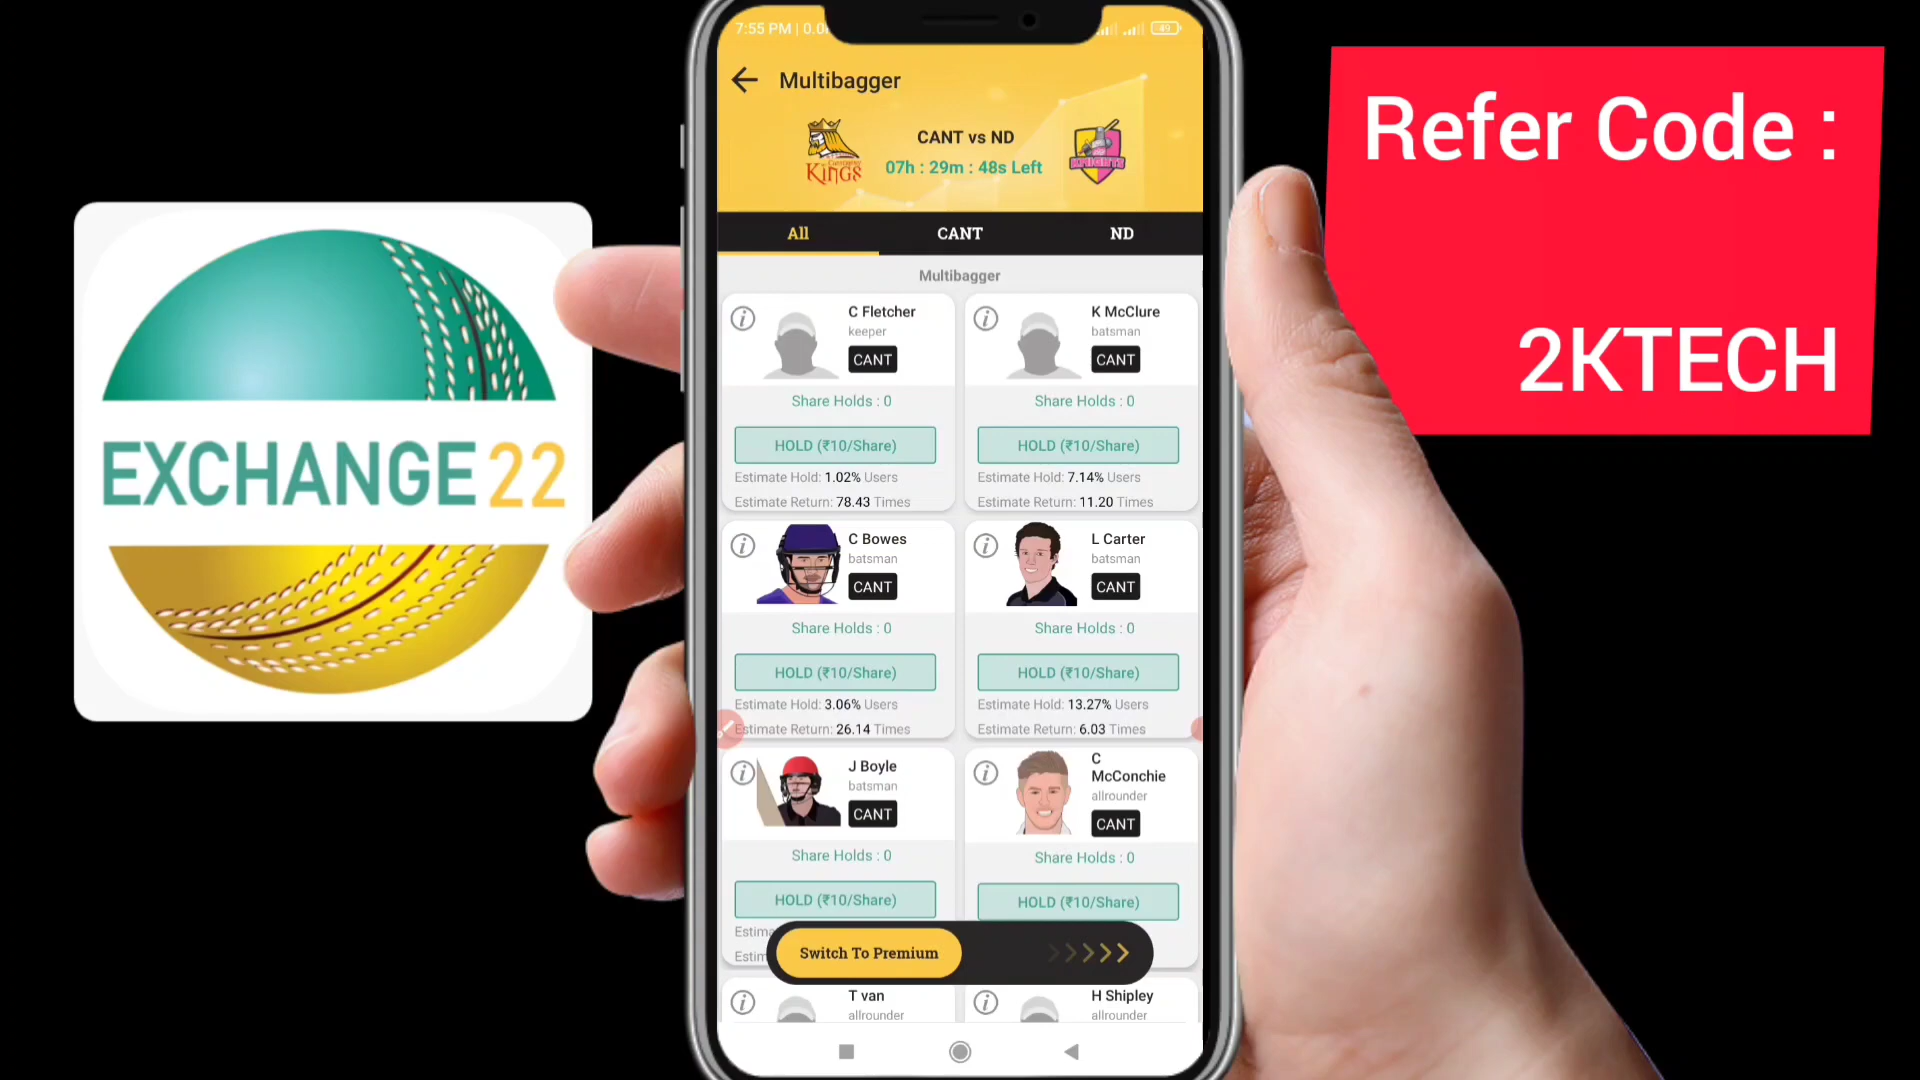 7:55 PM | 0.0
49
Multibagger
CANT vs ND
07h : 29m : 48s Left
KINGS
KNIGHTS
All CANT ND
Multibagger
C Fletcher
keeper
CANT
Share Holds : 0
HOLD (₹10/Share)
Estimate Hold: 1.02% Users
Estimate Return: 78.43 Times
K McClure
batsman
CANT
Share Holds : 0
HOLD (₹10/Share)
Estimate Hold: 7.14% Users
Estimate Return: 11.20 Times
C Bowes
batsman
CANT
Share Holds : 0
HOLD (₹10/Share)
Estimate Hold: 3.06% Users
Estimate Return: 26.14 Times
L Carter
batsman
CANT
Share Holds : 0
HOLD (₹10/Share)
Estimate Hold: 13.27% Users
Estimate Return: 6.03 Times
J Boyle
batsman
CANT
Share Holds : 0
HOLD (₹10/Share)
C
McConchie
allrounder
CANT
Share Holds : 0
HOLD (₹10/Share)
Switch To Premium
T van
allrounder
H Shipley
allrounder
EXCHANGE 22
Refer Code :
2KTECH